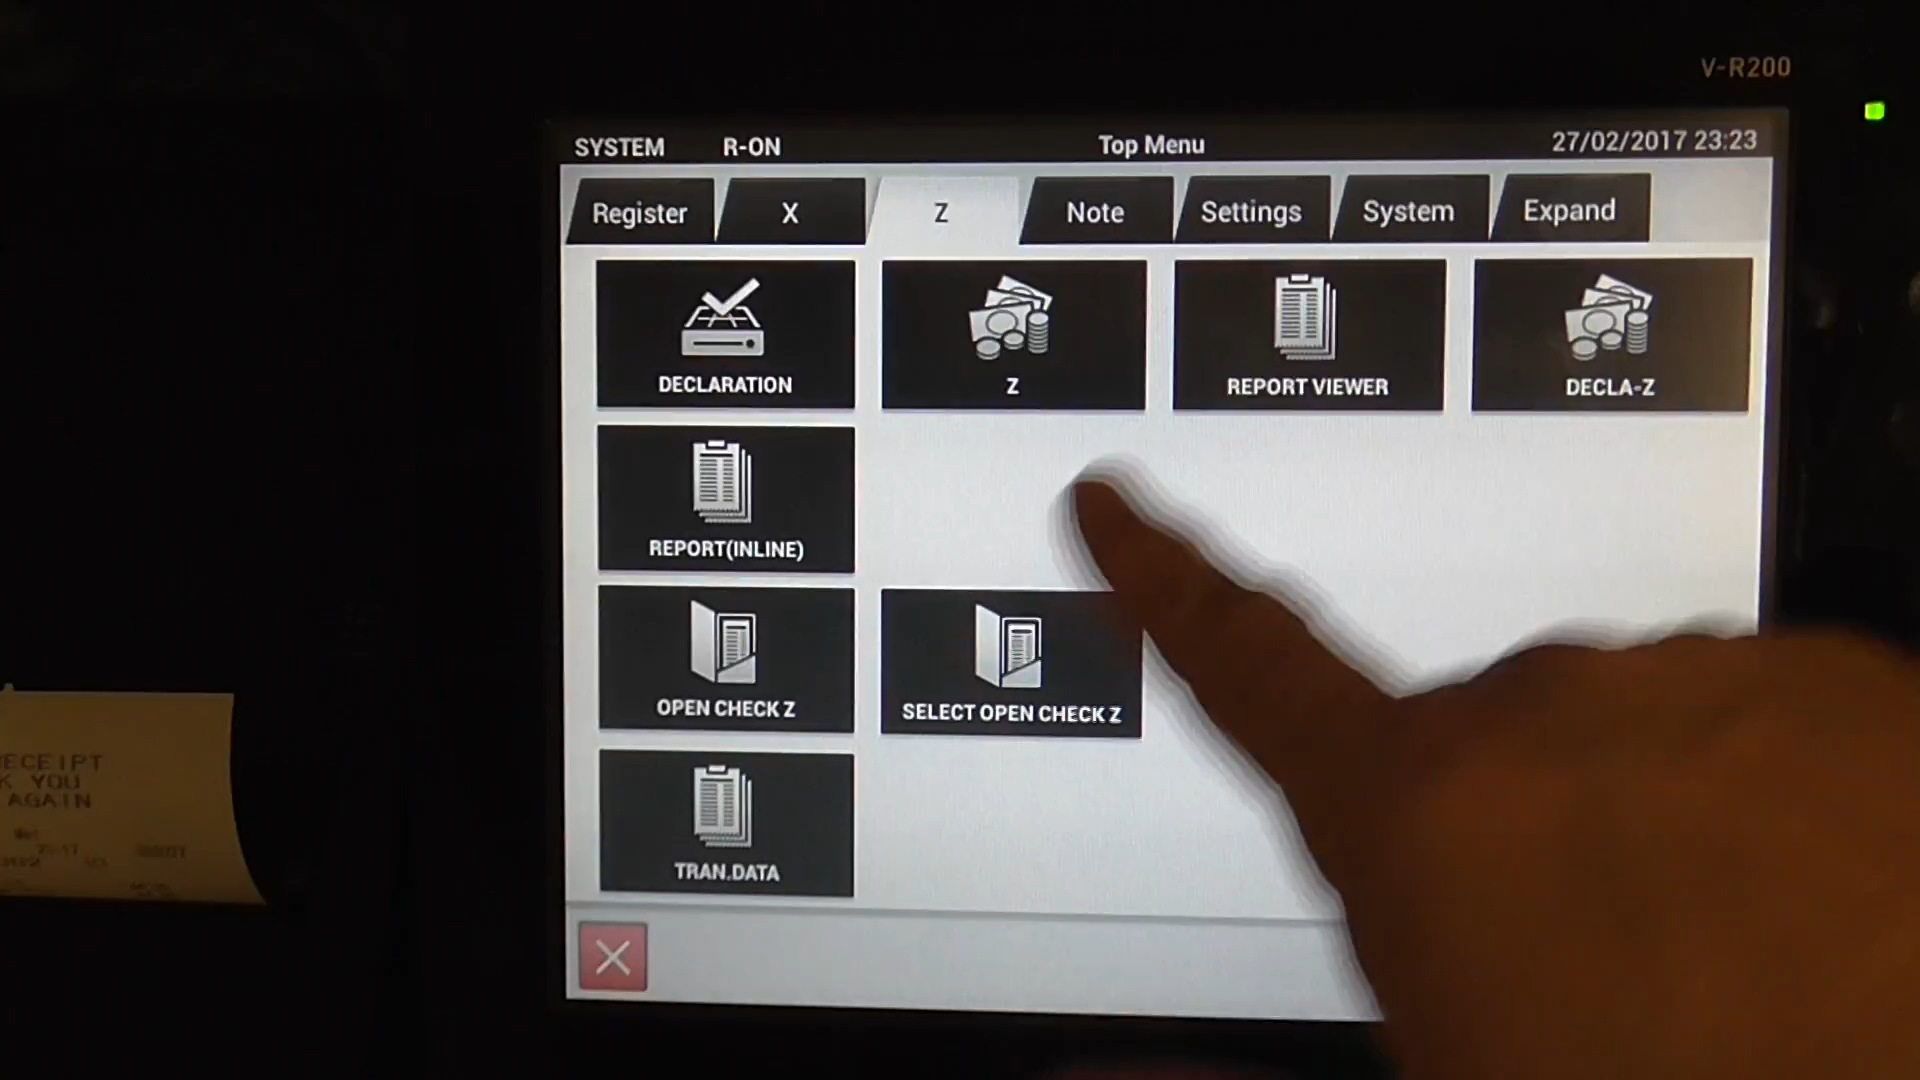 V-R200
SYSTEM R-ON Top Menu 27/02/2017 23:23
Register X Z Note Settings System Expand
DECLARATION Z REPORT VIEWER DECLA-Z
REPORT(INLINE)
OPEN CHECK Z SELECT OPEN CHECK Z
TRAN.DATA
ECEIPT
K YOU
AGAIN